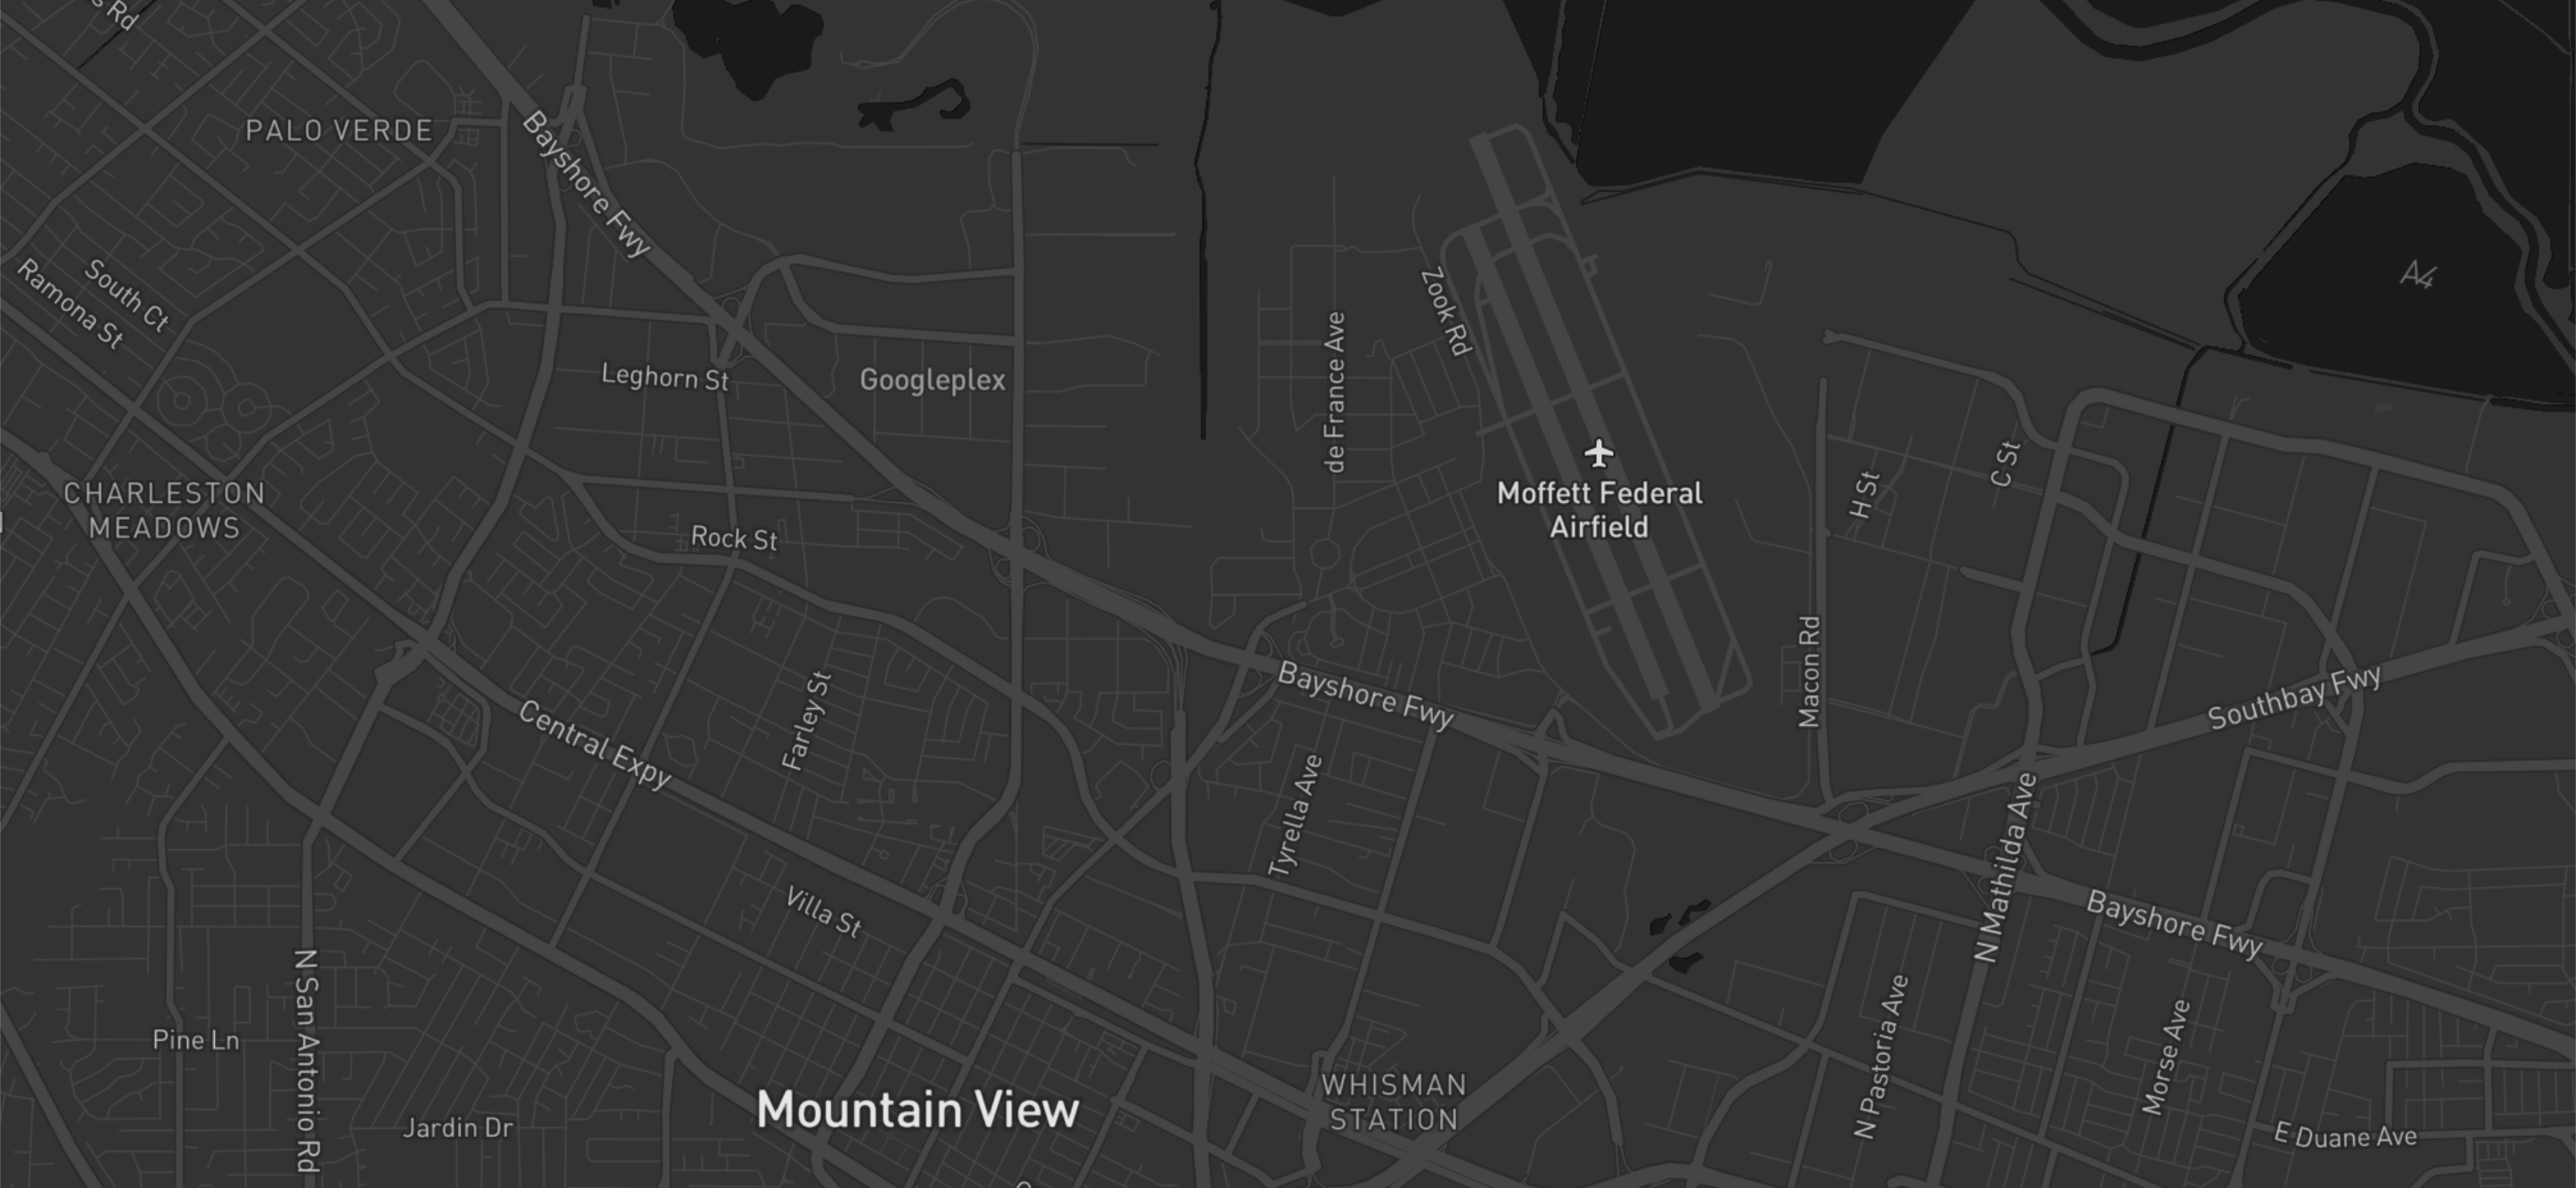 s Rd
PALO VERDE
Bayshore Fwy
South Ct
Ramona St
A4
Zook Rd
de France Ave
Leghorn St
Googleplex
CHARLESTON
MEADOWS
Moffett Federal
Airfield
H St
C St
Rock St
Macon Rd
Farley St
Bayshore Fwy
Southbay Fwy
Central Expy
Tyrella Ave
N Mathilda Ave
Villa St
Bayshore Fwy
N San Antonio Rd
Pine Ln
N Pastoria Ave
Morse Ave
Mountain View
WHISMAN
STATION
Jardin Dr
E Duane Ave